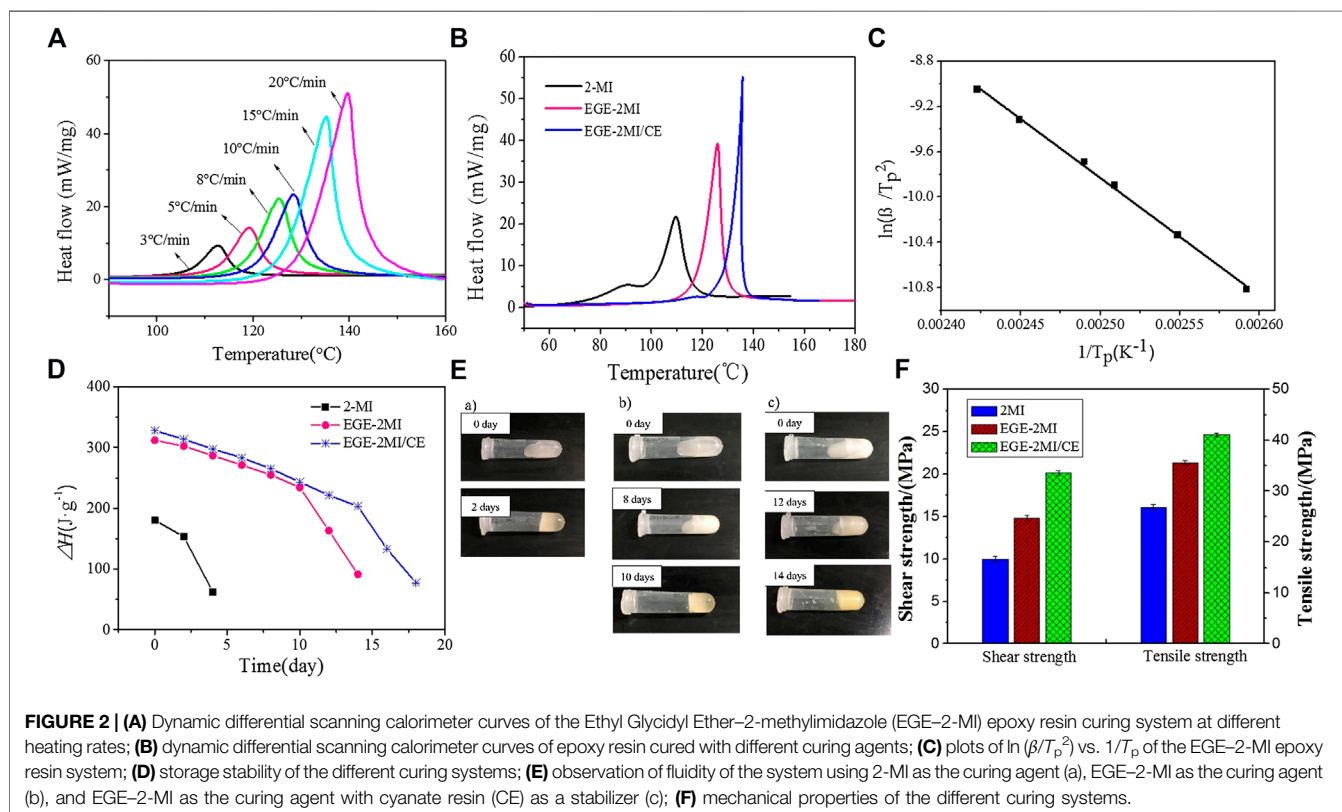 A
60
40
20
0
Heat flow (mW/mg)
3°C/min
5°C/min
8°C/min
10°C/min
15°C/min
20°C/min
100
120
140
160
Temperature(°C)
B
60
50
40
30
20
10
0
Heat flow (mW/mg)
2-MI
EGE-2MI
EGE-2MI/CE
60
80
100
120
140
160
180
Temperature(℃)
C
-8.8
-9.2
-9.6
-10.0
-10.4
-10.8
ln(ß /Tp²)
0.00240
0.00245
0.00250
0.00255
0.00260
1/Tp(K⁻¹)
D
400
300
200
100
0
ΔH(J·g⁻¹)
2-MI
EGE-2MI
EGE-2MI/CE
0
5
10
15
20
Time(day)
E
a)
0 day
2 days
b)
0 day
8 days
10 days
c)
0 day
12 days
14 days
F
30
25
20
15
10
5
0
Shear strength/(MPa)
2MI
EGE-2MI
EGE-2MI/CE
50
40
30
20
10
0
Tensile strength/(MPa)
Shear strength
Tensile strength
FIGURE 2 | (A) Dynamic differential scanning calorimeter curves of the Ethyl Glycidyl Ether–2-methylimidazole (EGE–2-MI) epoxy resin curing system at different
heating rates; (B) dynamic differential scanning calorimeter curves of epoxy resin cured with different curing agents; (C) plots of ln (β/Tp²) vs. 1/Tp of the EGE–2-MI epoxy
resin system; (D) storage stability of the different curing systems; (E) observation of fluidity of the system using 2-MI as the curing agent (a), EGE–2-MI as the curing agent
(b), and EGE–2-MI as the curing agent with cyanate resin (CE) as a stabilizer (c); (F) mechanical properties of the different curing systems.